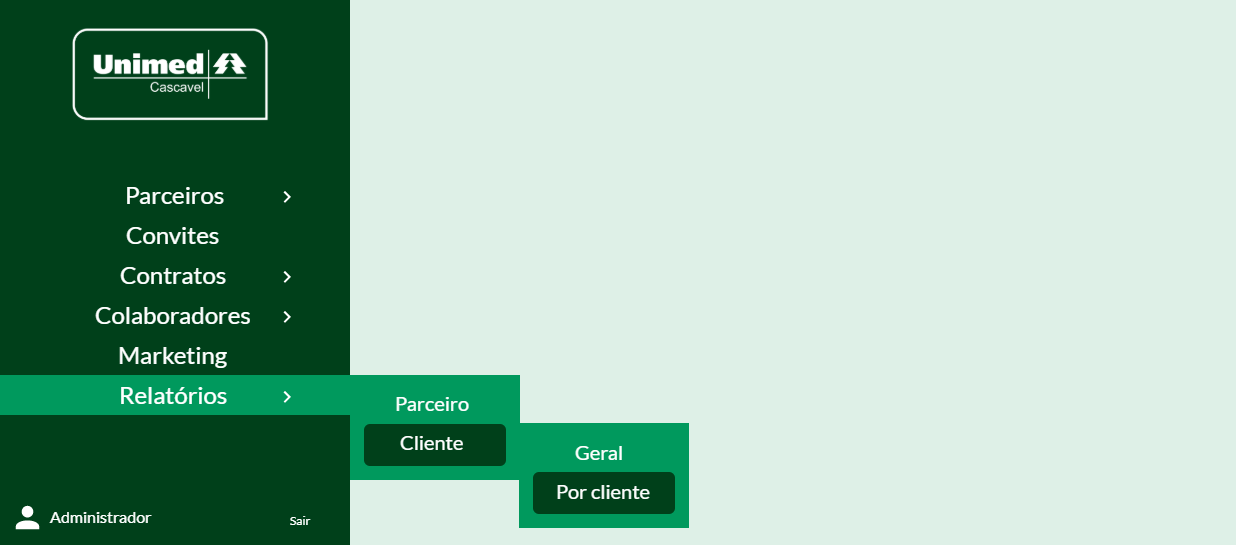 Unimed
Cascavel
Parceiros
Convites
Contratos
Colaboradores
Marketing
Relatórios
Parceiro
Cliente
Geral
Por cliente
Administrador
Sair